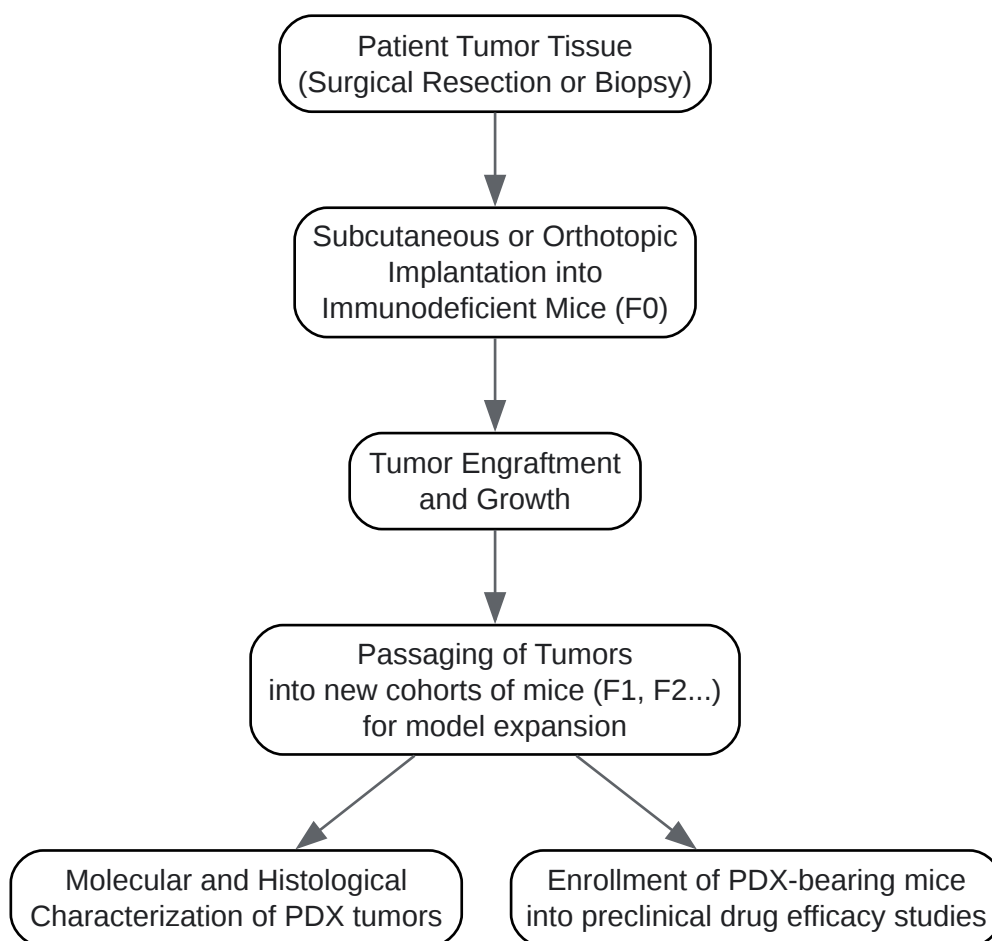 Patient Tumor Tissue
(Surgical Resection or Biopsy)
Subcutaneous or Orthotopic
Implantation into
Immunodeficient Mice (F0)
Tumor Engraftment
and Growth
Passaging of Tumors
into new cohorts of mice (F1, F2...)
for model expansion
Molecular and Histological
Characterization of PDX tumors
Enrollment of PDX-bearing mice
into preclinical drug efficacy studies